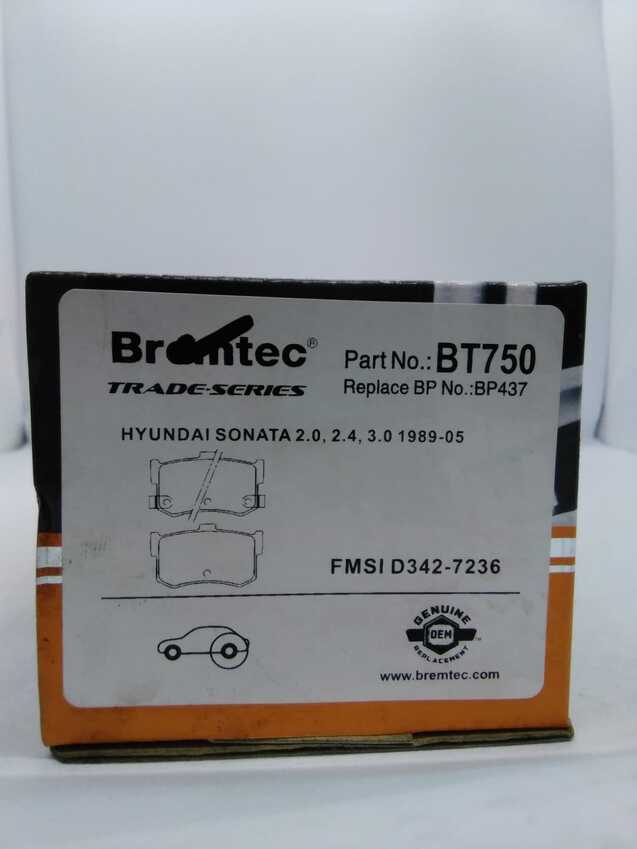 Bremtec®
TRADE-SERIES
Part No.: BT750
Replace BP No.:BP437
HYUNDAI SONATA 2.0, 2.4, 3.0 1989-05
FMSI D342-7236
GENUINE
OEM
REPLACEMENT
www.bremtec.com